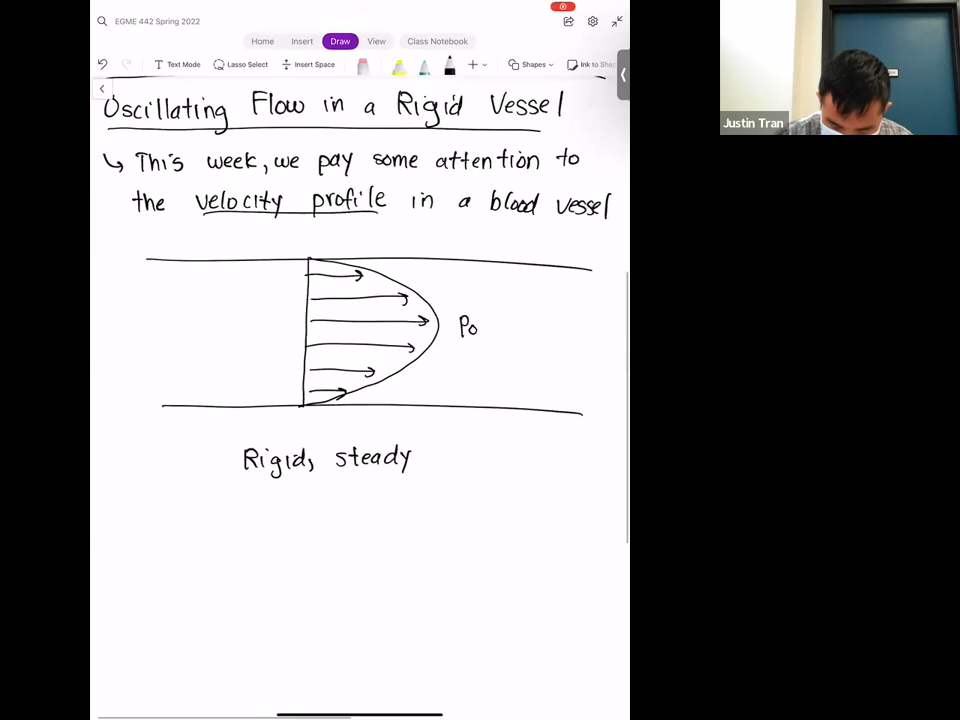 EGME 442 Spring 2022
Home Insert Draw View Class Notebook
Text Mode Lasso Select Insert Space Shapes Ink to Shap
Oscillating Flow in a Rigid Vessel
↳ This week, we pay some attention to
the velocity profile in a blood vessel
Po
Rigid, steady
Justin Tran